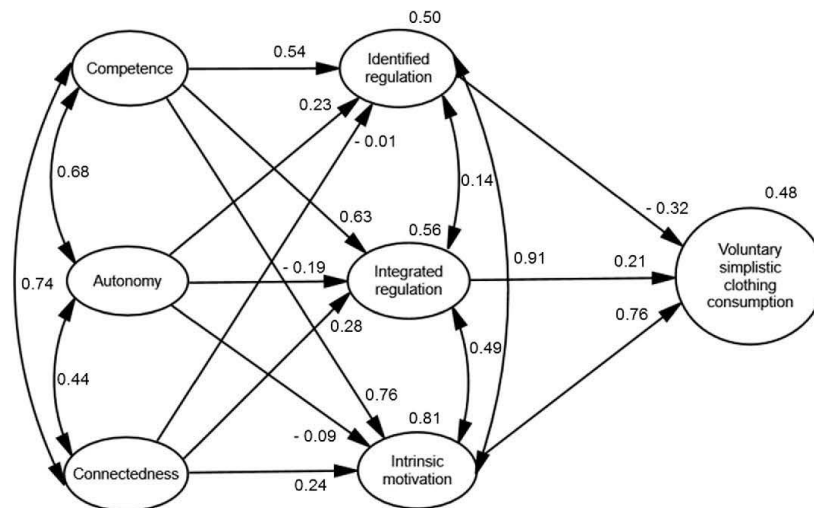 0.50
0.54
Competence
Identified
regulation
0.23
- 0.01
0.68
0.14
0.48
0.63
0.56
- 0.32
Autonomy
- 0.19
Integrated
regulation
0.91
0.21
Voluntary
simplistic
clothing
consumption
0.74
0.28
0.76
0.44
0.49
0.76
0.81
- 0.09
Connectedness
0.24
Intrinsic
motivation